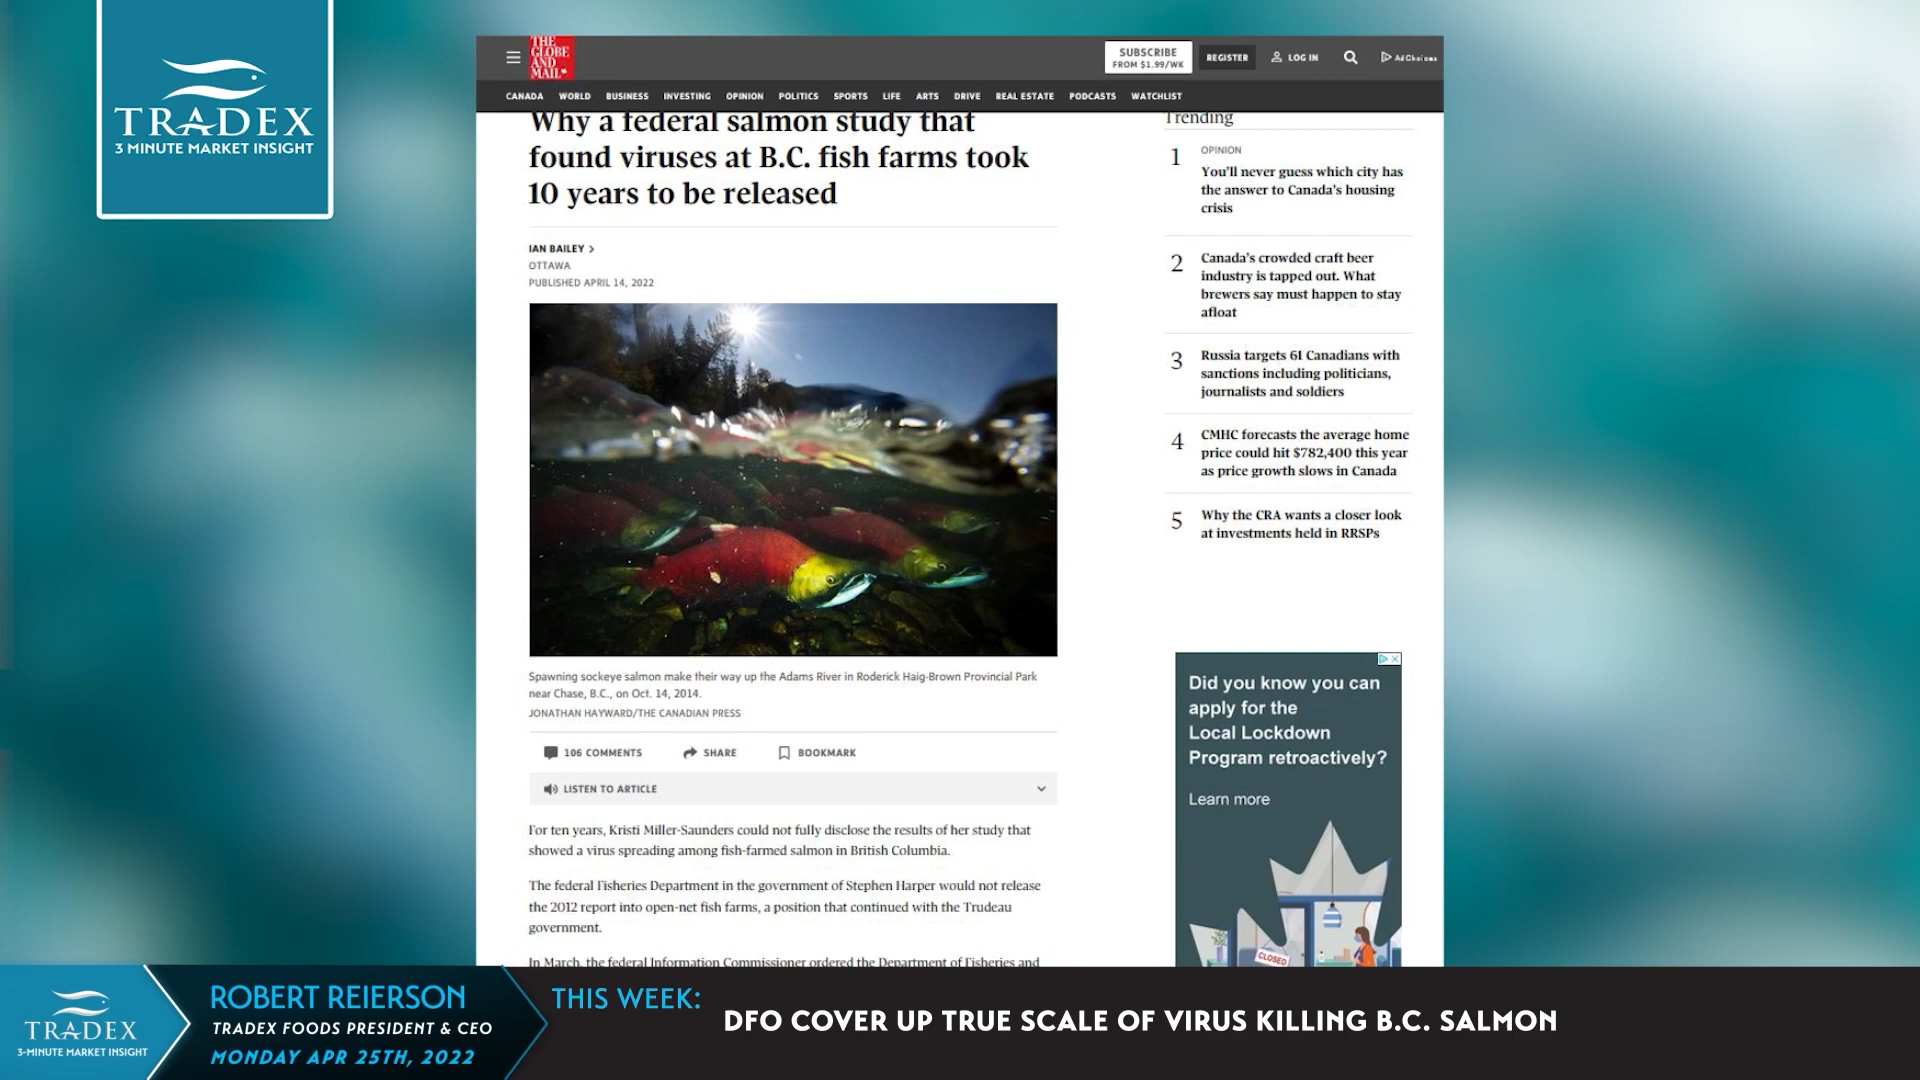 TRADEX
3 MINUTE MARKET INSIGHT
THE
GLOBE
AND
MAIL
SUBSCRIBE
FROM $1.99/WK
REGISTER
LOG IN
AdChoices
CANADA WORLD BUSINESS INVESTING OPINION POLITICS SPORTS LIFE ARTS DRIVE REAL ESTATE PODCASTS WATCHLIST
Why a federal salmon study that
found viruses at B.C. fish farms took
10 years to be released
IAN BAILEY >
OTTAWA
PUBLISHED APRIL 14, 2022
Spawning sockeye salmon make their way up the Adams River in Roderick Haig-Brown Provincial Park
near Chase, B.C., on Oct. 14, 2014.
JONATHAN HAYWARD/THE CANADIAN PRESS
106 COMMENTS SHARE BOOKMARK
LISTEN TO ARTICLE
For ten years, Kristi Miller-Saunders could not fully disclose the results of her study that
showed a virus spreading among fish-farmed salmon in British Columbia.
The federal Fisheries Department in the government of Stephen Harper would not release
the 2012 report into open-net fish farms, a position that continued with the Trudeau
government.
In March, the federal Information Commissioner ordered the Department of Fisheries and
Trending
1 OPINION
You'll never guess which city has
the answer to Canada's housing
crisis
2 Canada's crowded craft beer
industry is tapped out. What
brewers say must happen to stay
afloat
3 Russia targets 61 Canadians with
sanctions including politicians,
journalists and soldiers
4 CMHC forecasts the average home
price could hit $782,400 this year
as price growth slows in Canada
5 Why the CRA wants a closer look
at investments held in RRSPs
Did you know you can
apply for the
Local Lockdown
Program retroactively?
Learn more
CLOSED
TRADEX
3-MINUTE MARKET INSIGHT
ROBERT REIERSON
TRADEX FOODS PRESIDENT & CEO
MONDAY APR 25TH, 2022
THIS WEEK:
DFO COVER UP TRUE SCALE OF VIRUS KILLING B.C. SALMON